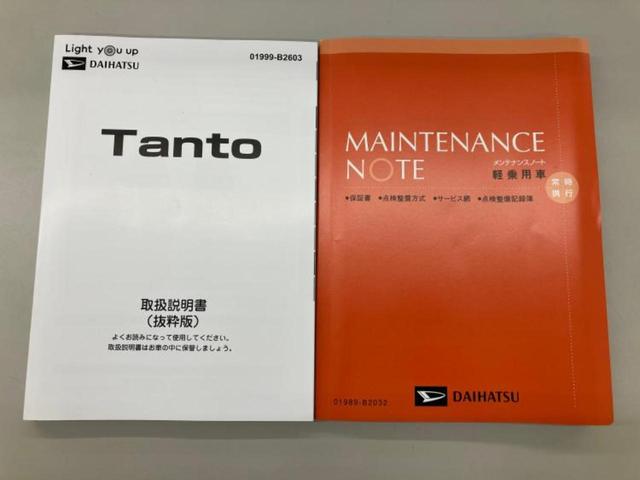 Light you up
DAIHATSU
01999-B2603
Tanto
取扱説明書
(抜粋版)
よくお読みになって使用してください。
取扱説明書はお車の中に保管しましょう。
MAINTENANCE
NOTE
メンテナンスノート
軽乗用車
常時
携行
●保証書 ●点検整備方式 ●サービス網 ●点検整備記録簿
01989-B2032
DAIHATSU